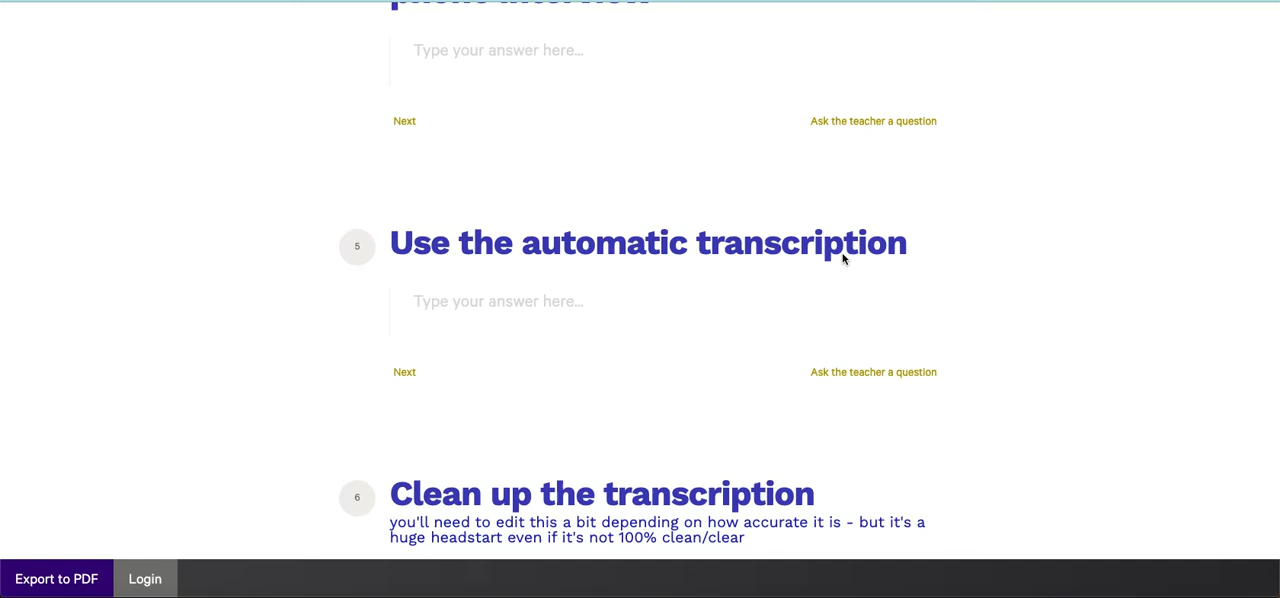 phone interview
Type your answer here...
Next
Ask the teacher a question
5
Use the automatic transcription
Type your answer here...
Next
Ask the teacher a question
6
Clean up the transcription
you'll need to edit this a bit depending on how accurate it is - but it's a
huge headstart even if it's not 100% clean/clear
Export to PDF
Login